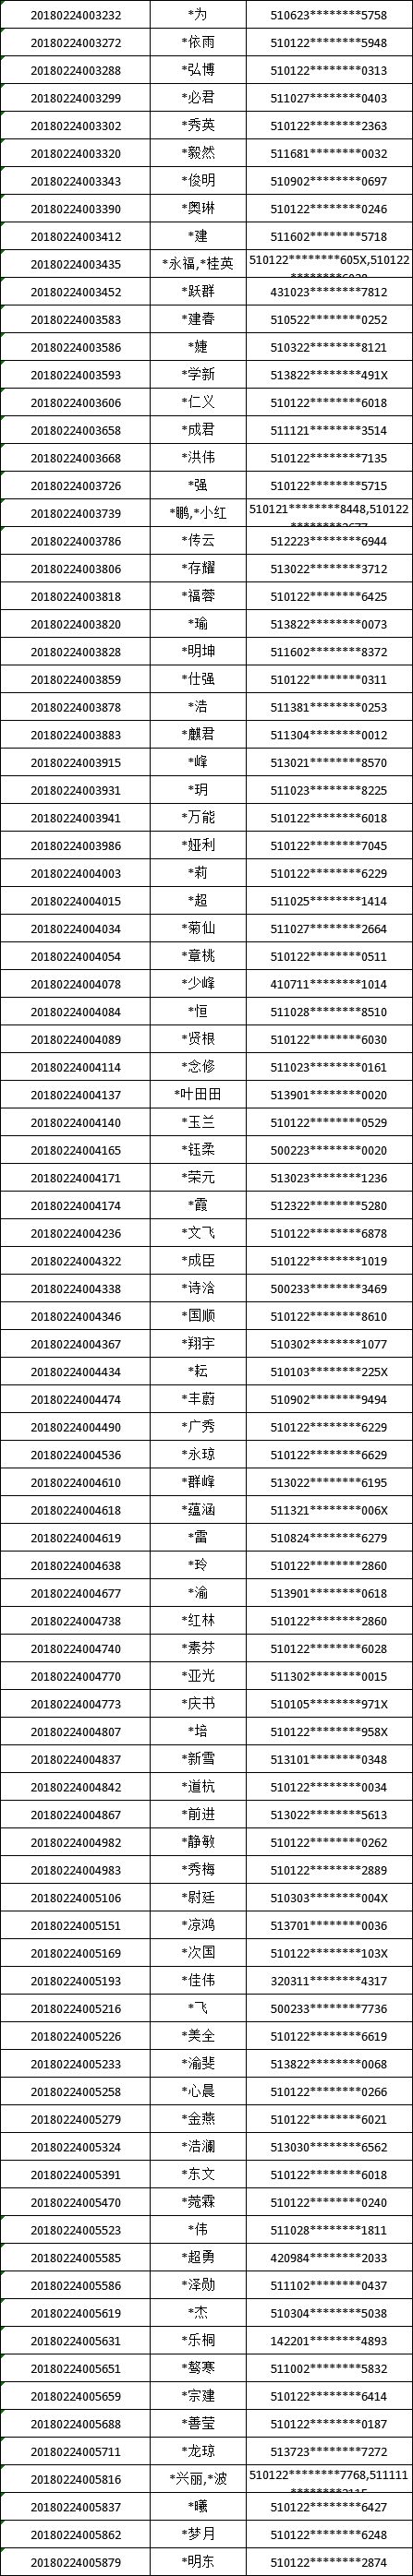 20180224003232 *为 510623********5758
20180224003272 *依雨 510122********5948
20180224003288 *弘博 510122********0313
20180224003299 *必君 511027********0403
20180224003302 *秀英 510122********2363
20180224003320 *毅然 511681********0032
20180224003343 *俊明 510902********0697
20180224003390 *奥琳 510122********0246
20180224003412 *建 511602********5718
20180224003435 *永福,*桂英 510122********605X,510122
20180224003452 *跃群 431023********7812
20180224003583 *建春 510522********0252
20180224003586 *婕 510322********8121
20180224003593 *学新 513822********491X
20180224003606 *仁义 510122********6018
20180224003658 *成君 511121********3514
20180224003668 *洪伟 510122********7135
20180224003726 *强 510122********5715
20180224003739 *鹏,*小红 510121********8448,510122
20180224003786 *传云 512223********6944
20180224003806 *存耀 513022********3712
20180224003818 *福蓉 510122********6425
20180224003820 *瑜 513822********0073
20180224003828 *明坤 511602********8372
20180224003859 *仕强 510122********0311
20180224003878 *浩 511381********0253
20180224003883 *麒君 511304********0012
20180224003915 *峰 513021********8570
20180224003931 *玥 511023********8225
20180224003941 *万能 510122********6018
20180224003986 *娅利 510122********7045
20180224004003 *莉 510122********6229
20180224004015 *超 511025********1414
20180224004034 *菊仙 511027********2664
20180224004054 *章桃 510122********0511
20180224004078 *少峰 410711********1014
20180224004084 *恒 511028********8510
20180224004089 *贤根 510122********6030
20180224004114 *念修 511023********0161
20180224004137 *叶田田 513901********0020
20180224004140 *玉兰 510122********0529
20180224004165 *钰柔 500223********0020
20180224004171 *荣元 513023********1236
20180224004174 *霞 512322********5280
20180224004236 *文飞 510122********6878
20180224004322 *成臣 510122********1019
20180224004338 *诗浛 500233********3469
20180224004346 *国顺 510122********8610
20180224004367 *翔宇 510302********1077
20180224004434 *耘 510103********225X
20180224004474 *丰蔚 510902********9494
20180224004490 *广秀 510122********6229
20180224004536 *永琼 510122********6629
20180224004610 *群峰 513022********6195
20180224004618 *蕴涵 511321********006X
20180224004619 *雷 510824********6279
20180224004638 *玲 510122********2860
20180224004677 *渝 513901********0618
20180224004738 *红林 510122********2860
20180224004740 *素芬 510122********6028
20180224004770 *亚光 511302********0015
20180224004773 *庆书 510105********971X
20180224004807 *培 510122********958X
20180224004837 *新雪 513101********0348
20180224004842 *道杭 510122********0034
20180224004867 *前进 513022********5613
20180224004982 *静敏 510122********0262
20180224004983 *秀梅 510122********2889
20180224005106 *尉廷 510303********004X
20180224005151 *凉鸿 513701********0036
20180224005169 *次国 510122********103X
20180224005193 *佳伟 320311********4317
20180224005216 *飞 500233********7736
20180224005226 *美全 510122********6619
20180224005233 *渝斐 513822********0068
20180224005258 *心晨 510122********0266
20180224005279 *金燕 510122********6021
20180224005324 *浩澜 513030********6562
20180224005391 *东文 510122********6018
20180224005470 *菀霖 510122********0240
20180224005523 *伟 511028********1811
20180224005585 *超勇 420984********2033
20180224005586 *泽勋 511102********0437
20180224005619 *杰 510304********5038
20180224005631 *乐桐 142201********4893
20180224005651 *骜寒 511002********5832
20180224005659 *宗建 510122********6414
20180224005688 *善莹 510122********0187
20180224005711 *龙琼 513723********7272
20180224005816 *兴丽,*波 510122********7768,511111
20180224005837 *曦 510122********6427
20180224005862 *梦月 510122********6248
20180224005879 *明东 510122********2874